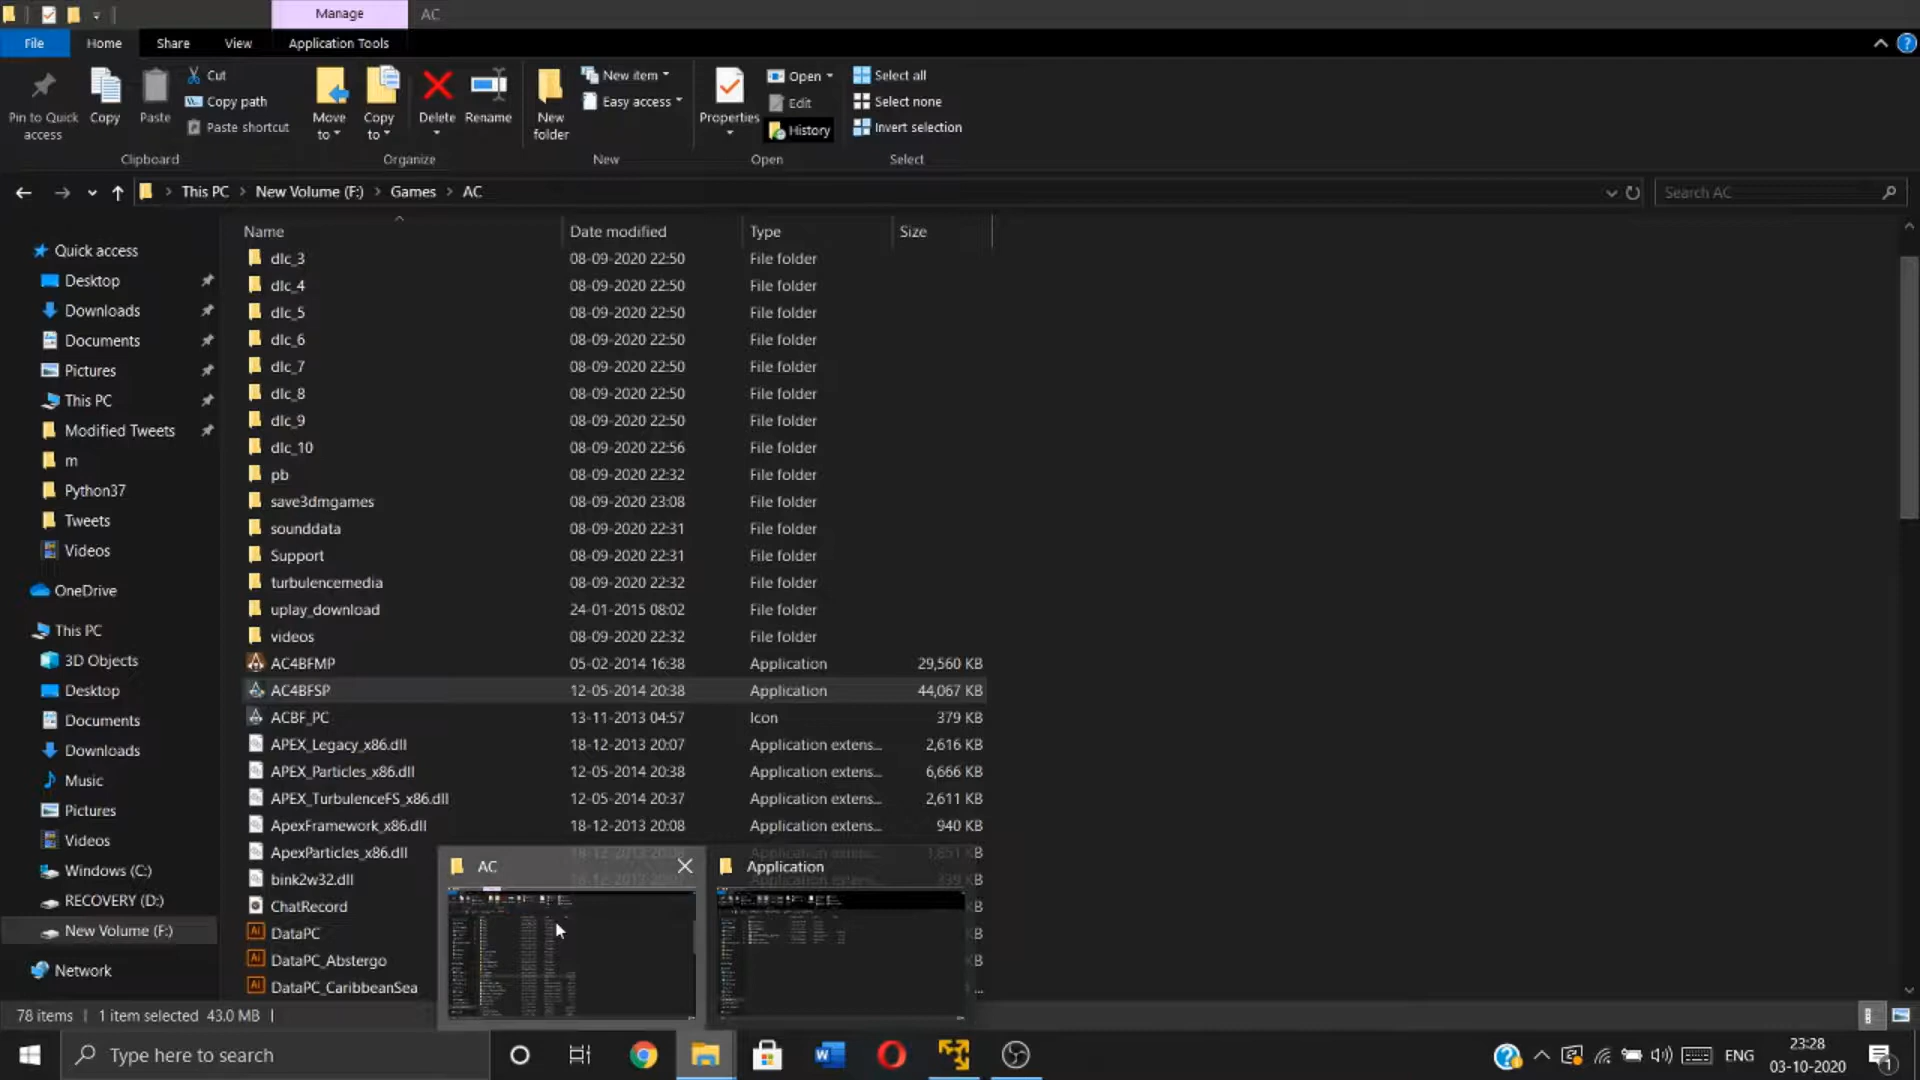 Manage
AC
File
Home
Share
View
Application Tools
Pin to Quick access
Copy
Paste
Cut
Copy path
Paste shortcut
Move to
Copy to
Delete
Rename
New folder
New item
Easy access
Properties
Open
Edit
History
Select all
Select none
Invert selection
Clipboard
Organize
New
Open
Select
This PC > New Volume (F:) > Games > AC
Search AC
Name Date modified Type Size
Quick access
Desktop
Downloads
Documents
Pictures
This PC
Modified Tweets
m
Python37
Tweets
Videos
OneDrive
This PC
3D Objects
Desktop
Documents
Downloads
Music
Pictures
Videos
Windows (C:)
RECOVERY (D:)
New Volume (F:)
Network
dlc_3 08-09-2020 22:50 File folder
dlc_4 08-09-2020 22:50 File folder
dlc_5 08-09-2020 22:50 File folder
dlc_6 08-09-2020 22:50 File folder
dlc_7 08-09-2020 22:50 File folder
dlc_8 08-09-2020 22:50 File folder
dlc_9 08-09-2020 22:50 File folder
dlc_10 08-09-2020 22:56 File folder
pb 08-09-2020 22:32 File folder
save3dmgames 08-09-2020 23:08 File folder
sounddata 08-09-2020 22:31 File folder
Support 08-09-2020 22:31 File folder
turbulencemedia 08-09-2020 22:32 File folder
uplay_download 24-01-2015 08:02 File folder
videos 08-09-2020 22:32 File folder
AC4BFMP 05-02-2014 16:38 Application 29,560 KB
AC4BFSP 12-05-2014 20:38 Application 44,067 KB
ACBF_PC 13-11-2013 04:57 Icon 379 KB
APEX_Legacy_x86.dll 18-12-2013 20:07 Application extens... 2,616 KB
APEX_Particles_x86.dll 12-05-2014 20:38 Application extens... 6,666 KB
APEX_TurbulenceFS_x86.dll 12-05-2014 20:37 Application extens... 2,611 KB
ApexFramework_x86.dll 18-12-2013 20:08 Application extens... 940 KB
ApexParticles_x86.dll
bink2w32.dll
ChatRecord
DataPC
DataPC_Abstergo
DataPC_CaribbeanSea
AC
Application
78 items
1 item selected 43.0 MB
Type here to search
ENG
23:28
03-10-2020
1